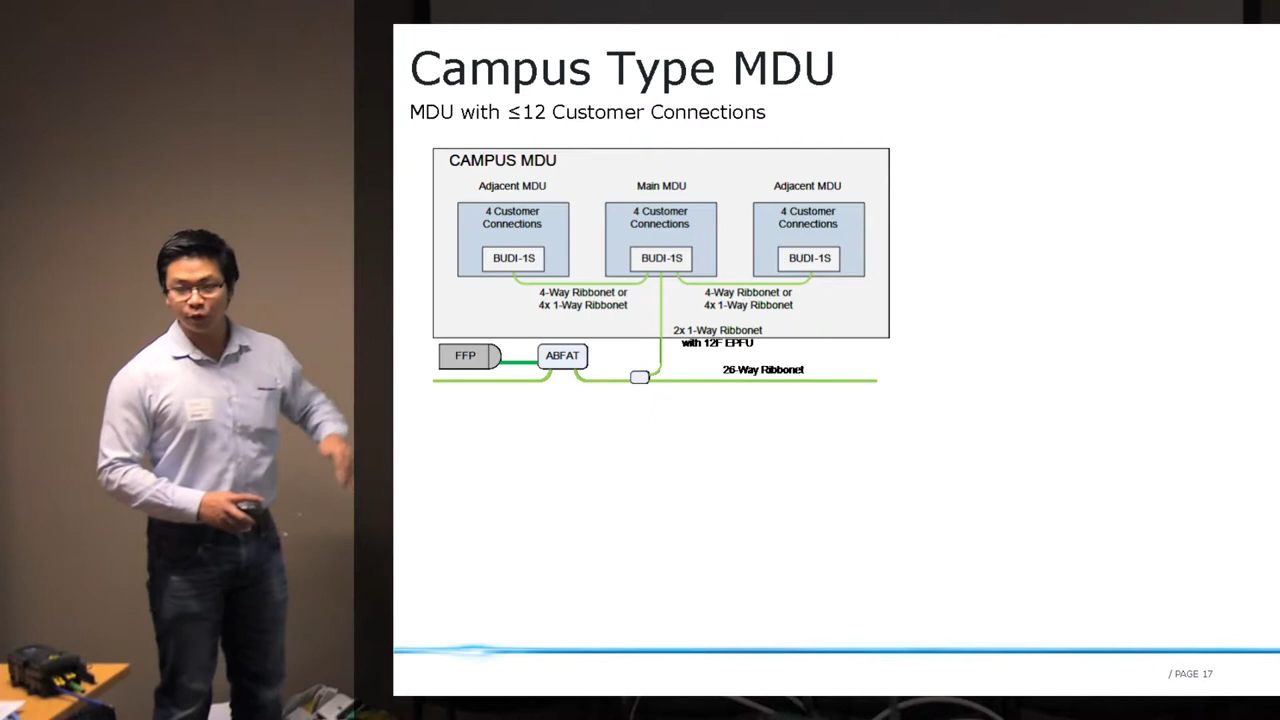 Campus Type MDU
MDU with ≤12 Customer Connections
CAMPUS MDU
Adjacent MDU
4 Customer
Connections
BUDI-1S
Main MDU
4 Customer
Connections
BUDI-1S
Adjacent MDU
4 Customer
Connections
BUDI-1S
4-Way Ribbonet or
4x 1-Way Ribbonet
4-Way Ribbonet or
4x 1-Way Ribbonet
2x 1-Way Ribbonet
with 12F EPFU
FFP
ABFAT
26-Way Ribbonet
/ PAGE 17